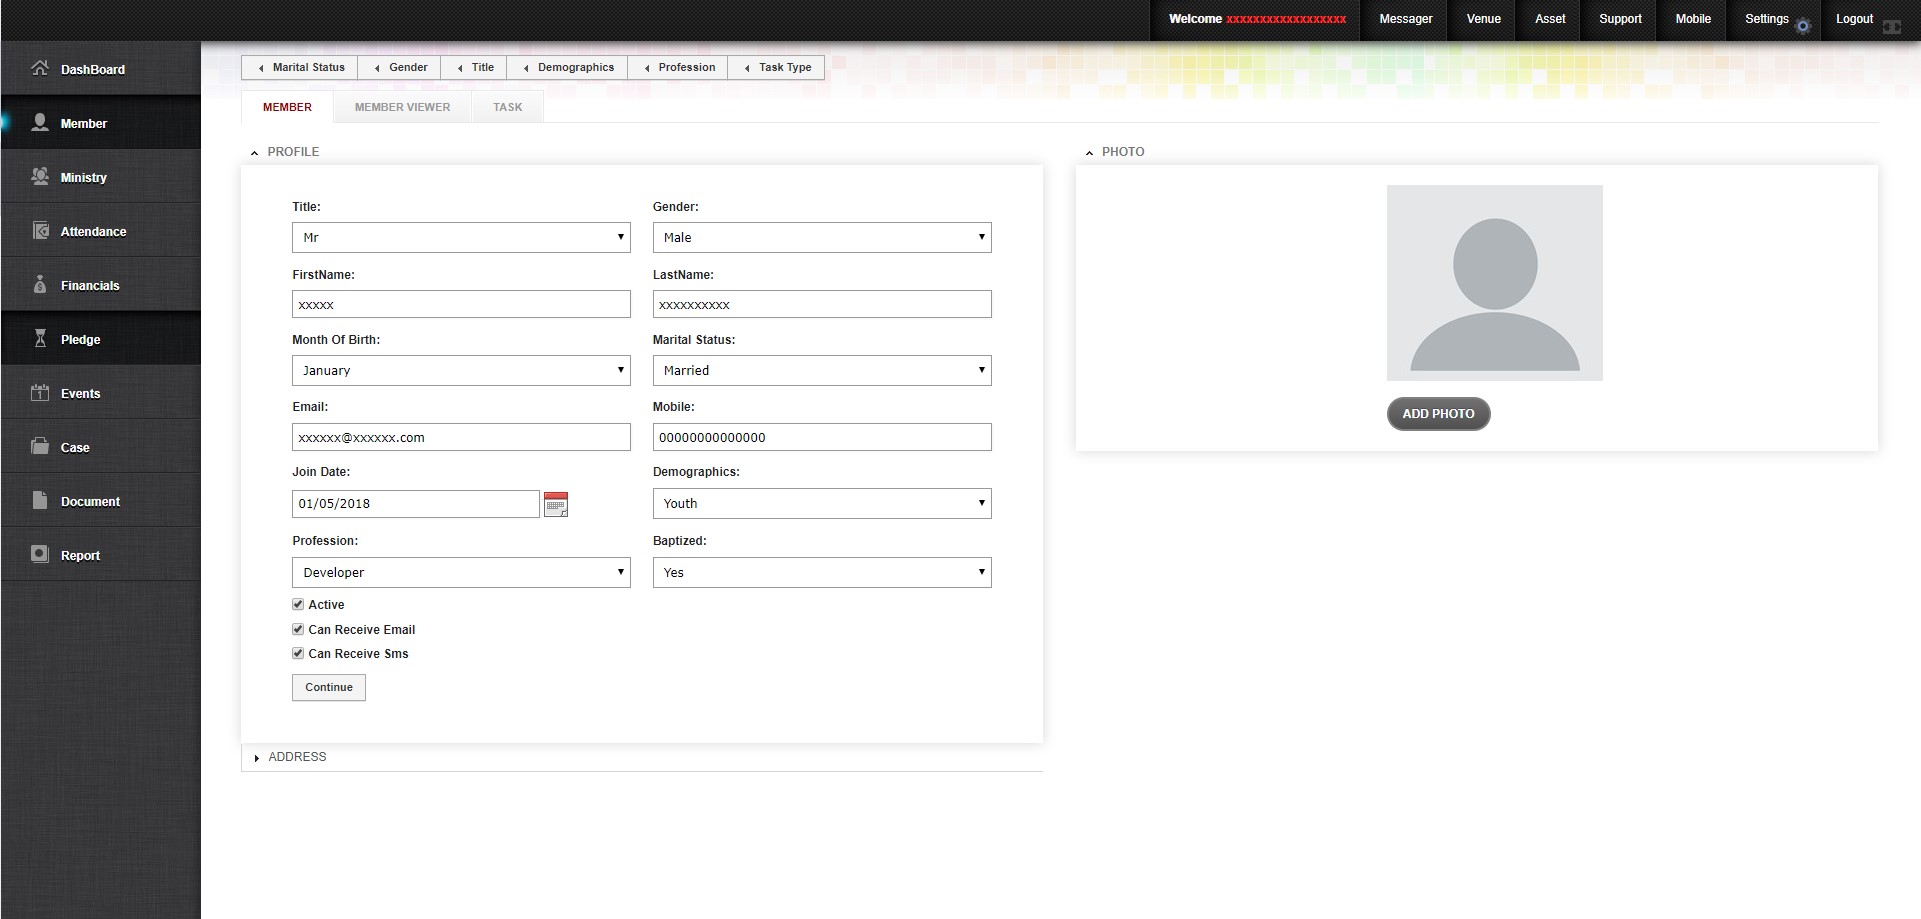 Welcome xxxxxxxxxxxxxxxxxx Messager Venue Asset Support Mobile Settings Logout
DashBoard
Member
Ministry
Attendance
Financials
Pledge
Events
1
Case
Document
Report
Marital Status Gender Title Demographics Profession Task Type
MEMBER MEMBER VIEWER TASK
PROFILE
Title: Gender:
Mr Male
FirstName: LastName:
xxxxx xxxxxxxxxx
Month Of Birth: Marital Status:
January Married
Email: Mobile:
xxxxxx@xxxxxx.com 00000000000000
Join Date: Demographics:
01/05/2018 Youth
Profession: Baptized:
Developer Yes
Active
Can Receive Email
Can Receive Sms
Continue
ADDRESS
PHOTO
ADD PHOTO